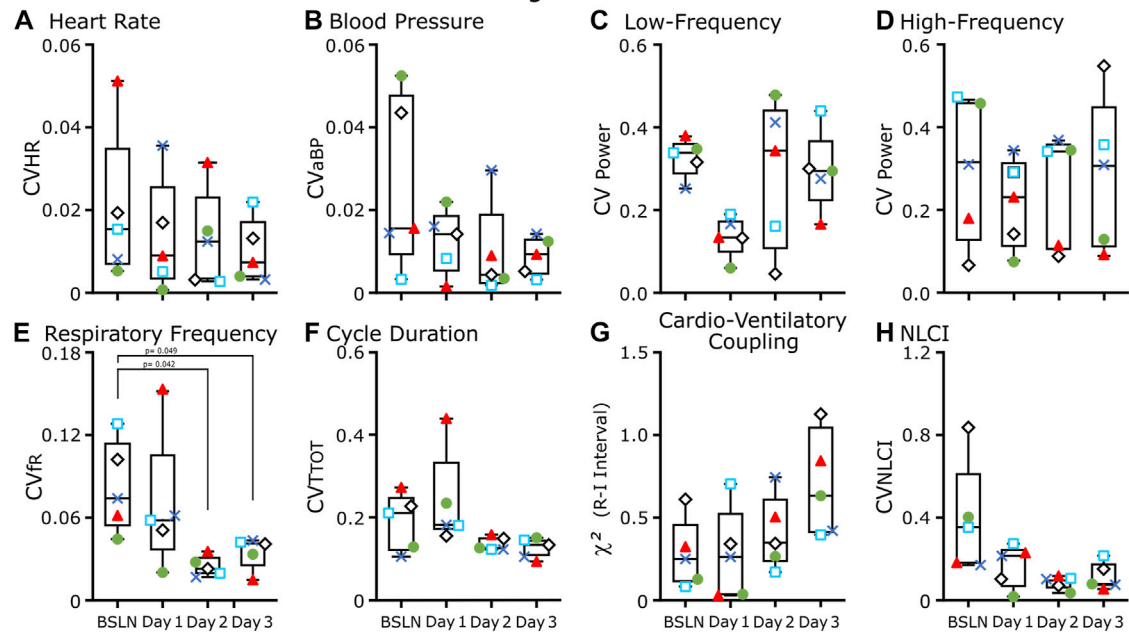 A Heart Rate
B Blood Pressure
C Low-Frequency
D High-Frequency
0.06
0.04
0.02
0
CVHR
0.06
0.04
0.02
0
CVaBP
0.6
0.4
0.2
0.0
CV Power
0.6
0.4
0.2
0.0
CV Power
E Respiratory Frequency
F Cycle Duration
G Cardio-Ventilatory
Coupling
H NLCI
0.18
0.12
0.06
0
CVfR
p= 0.049
p= 0.042
0.6
0.4
0.2
0
CVTTOT
1.5
1.0
0.5
0
χ² (R-I Interval)
1.2
0.8
0.4
0
CVNLCI
BSLN Day 1 Day 2 Day 3
BSLN Day 1 Day 2 Day 3
BSLN Day 1 Day 2 Day 3
BSLN Day 1 Day 2 Day 3